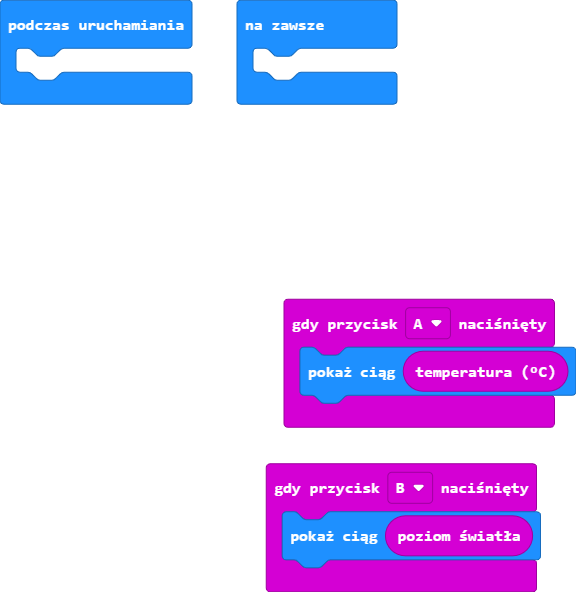 podczas uruchamiania
na zawsze
gdy przycisk A naciśnięty
pokaż ciąg temperatura (ºC)
gdy przycisk B naciśnięty
pokaż ciąg poziom światła